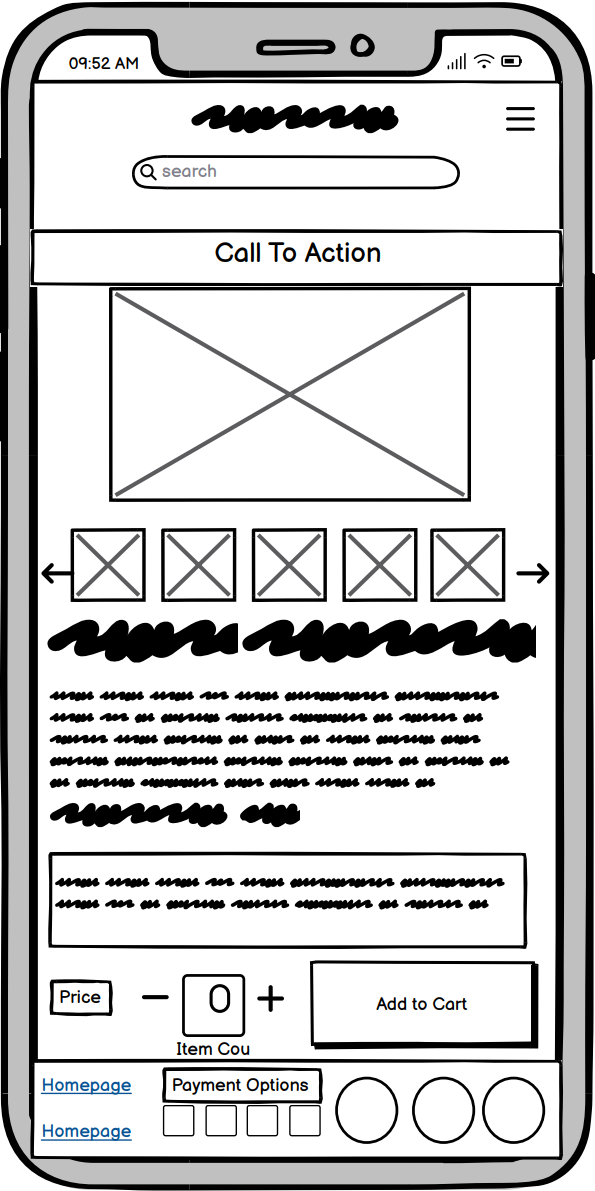 09:52 AM
search
Call To Action
Price
0
Item Cou
Add to Cart
Homepage
Payment Options
Homepage